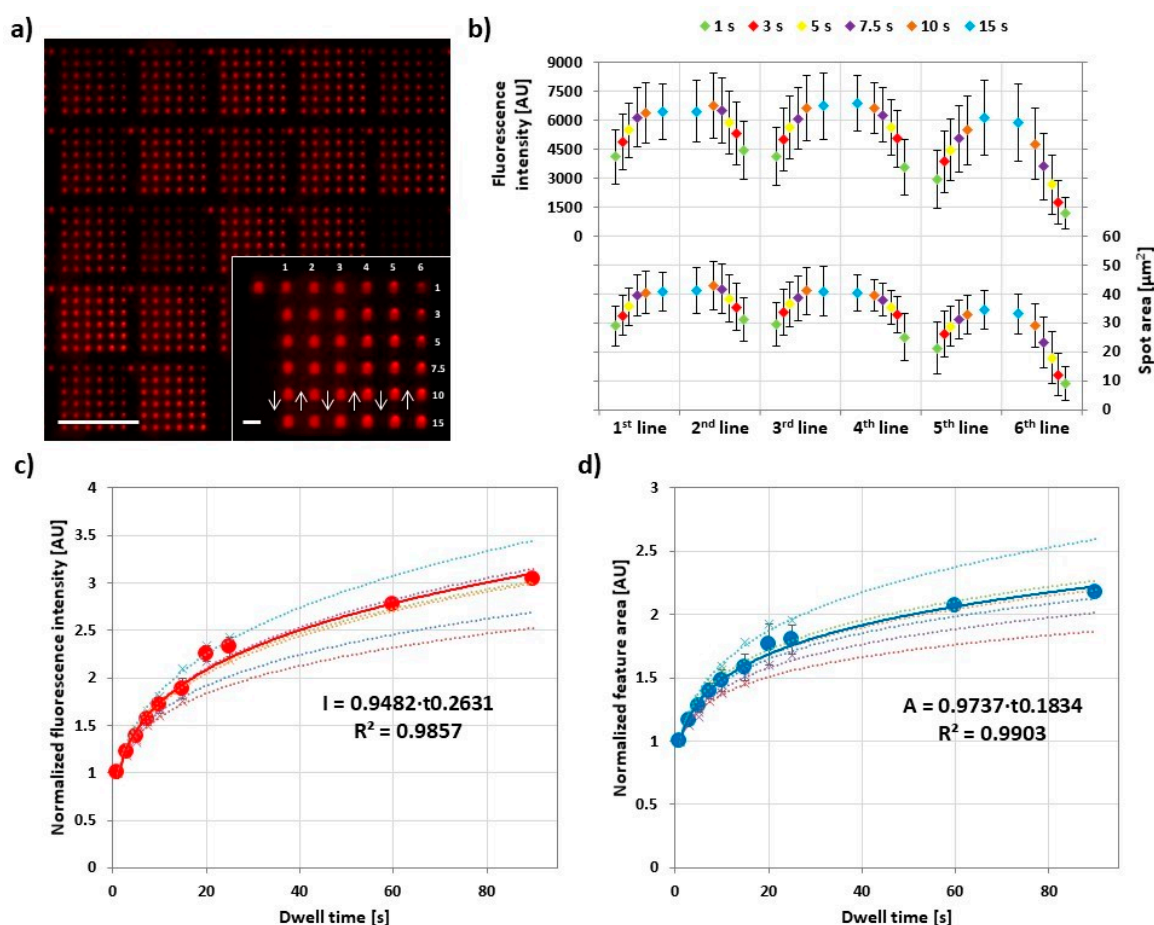 a)
1 2 3 4 5 6
1
3
5
7.5
10
15
b)
1 s 3 s 5 s 7.5 s 10 s 15 s
Fluorescence
intensity [AU]
9000
7500
6000
4500
3000
1500
0
60
50
40
30
20
10
0
Spot area [µm²]
1st line 2nd line 3rd line 4th line 5th line 6th line
c)
Normalized fluorescence intensity [AU]
4
3.5
3
2.5
2
1.5
1
0.5
0
I = 0.9482·t0.2631
R² = 0.9857
0 20 40 60 80
Dwell time [s]
d)
Normalized feature area [AU]
3
2.5
2
1.5
1
0.5
0
A = 0.9737·t0.1834
R² = 0.9903
0 20 40 60 80
Dwell time [s]